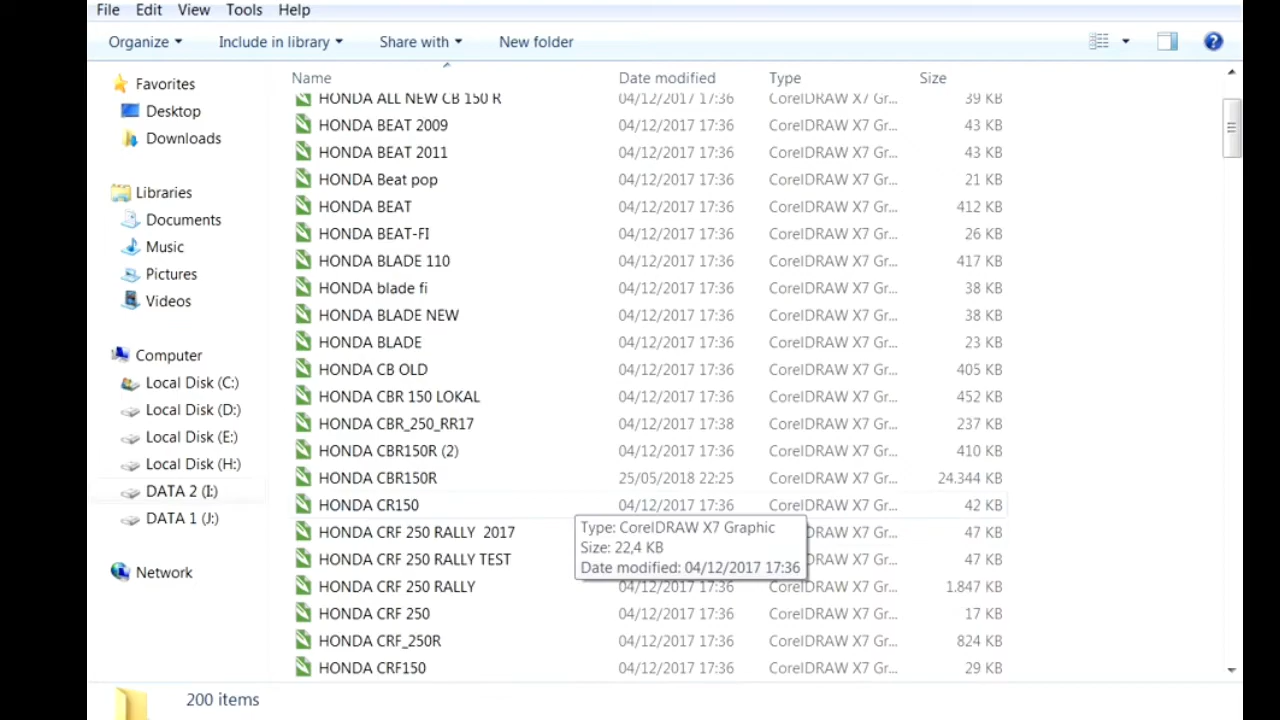 File Edit View Tools Help
Organize Include in library Share with New folder
Name Date modified Type Size
Favorites
Desktop
Downloads
Libraries
Documents
Music
Pictures
Videos
Computer
Local Disk (C:)
Local Disk (D:)
Local Disk (E:)
Local Disk (H:)
DATA 2 (I:)
DATA 1 (J:)
Network
HONDA ALL NEW CB 150 R 04/12/2017 17:36 CorelDRAW X7 Gr... 39 KB
HONDA BEAT 2009 04/12/2017 17:36 CorelDRAW X7 Gr... 43 KB
HONDA BEAT 2011 04/12/2017 17:36 CorelDRAW X7 Gr... 43 KB
HONDA Beat pop 04/12/2017 17:36 CorelDRAW X7 Gr... 21 KB
HONDA BEAT 04/12/2017 17:36 CorelDRAW X7 Gr... 412 KB
HONDA BEAT-FI 04/12/2017 17:36 CorelDRAW X7 Gr... 26 KB
HONDA BLADE 110 04/12/2017 17:36 CorelDRAW X7 Gr... 417 KB
HONDA blade fi 04/12/2017 17:36 CorelDRAW X7 Gr... 38 KB
HONDA BLADE NEW 04/12/2017 17:36 CorelDRAW X7 Gr... 38 KB
HONDA BLADE 04/12/2017 17:36 CorelDRAW X7 Gr... 23 KB
HONDA CB OLD 04/12/2017 17:36 CorelDRAW X7 Gr... 405 KB
HONDA CBR 150 LOKAL 04/12/2017 17:36 CorelDRAW X7 Gr... 452 KB
HONDA CBR_250_RR17 04/12/2017 17:38 CorelDRAW X7 Gr... 237 KB
HONDA CBR150R (2) 04/12/2017 17:36 CorelDRAW X7 Gr... 410 KB
HONDA CBR150R 25/05/2018 22:25 CorelDRAW X7 Gr... 24.344 KB
HONDA CR150 04/12/2017 17:36 CorelDRAW X7 Gr... 42 KB
HONDA CRF 250 RALLY 2017 47 KB
HONDA CRF 250 RALLY TEST 47 KB
Type: CorelDRAW X7 Graphic
Size: 22,4 KB
Date modified: 04/12/2017 17:36
HONDA CRF 250 RALLY 04/12/2017 17:36 CorelDRAW X7 Gr... 1.847 KB
HONDA CRF 250 04/12/2017 17:36 CorelDRAW X7 Gr... 17 KB
HONDA CRF_250R 04/12/2017 17:36 CorelDRAW X7 Gr... 824 KB
HONDA CRF150 04/12/2017 17:36 CorelDRAW X7 Gr... 29 KB
200 items